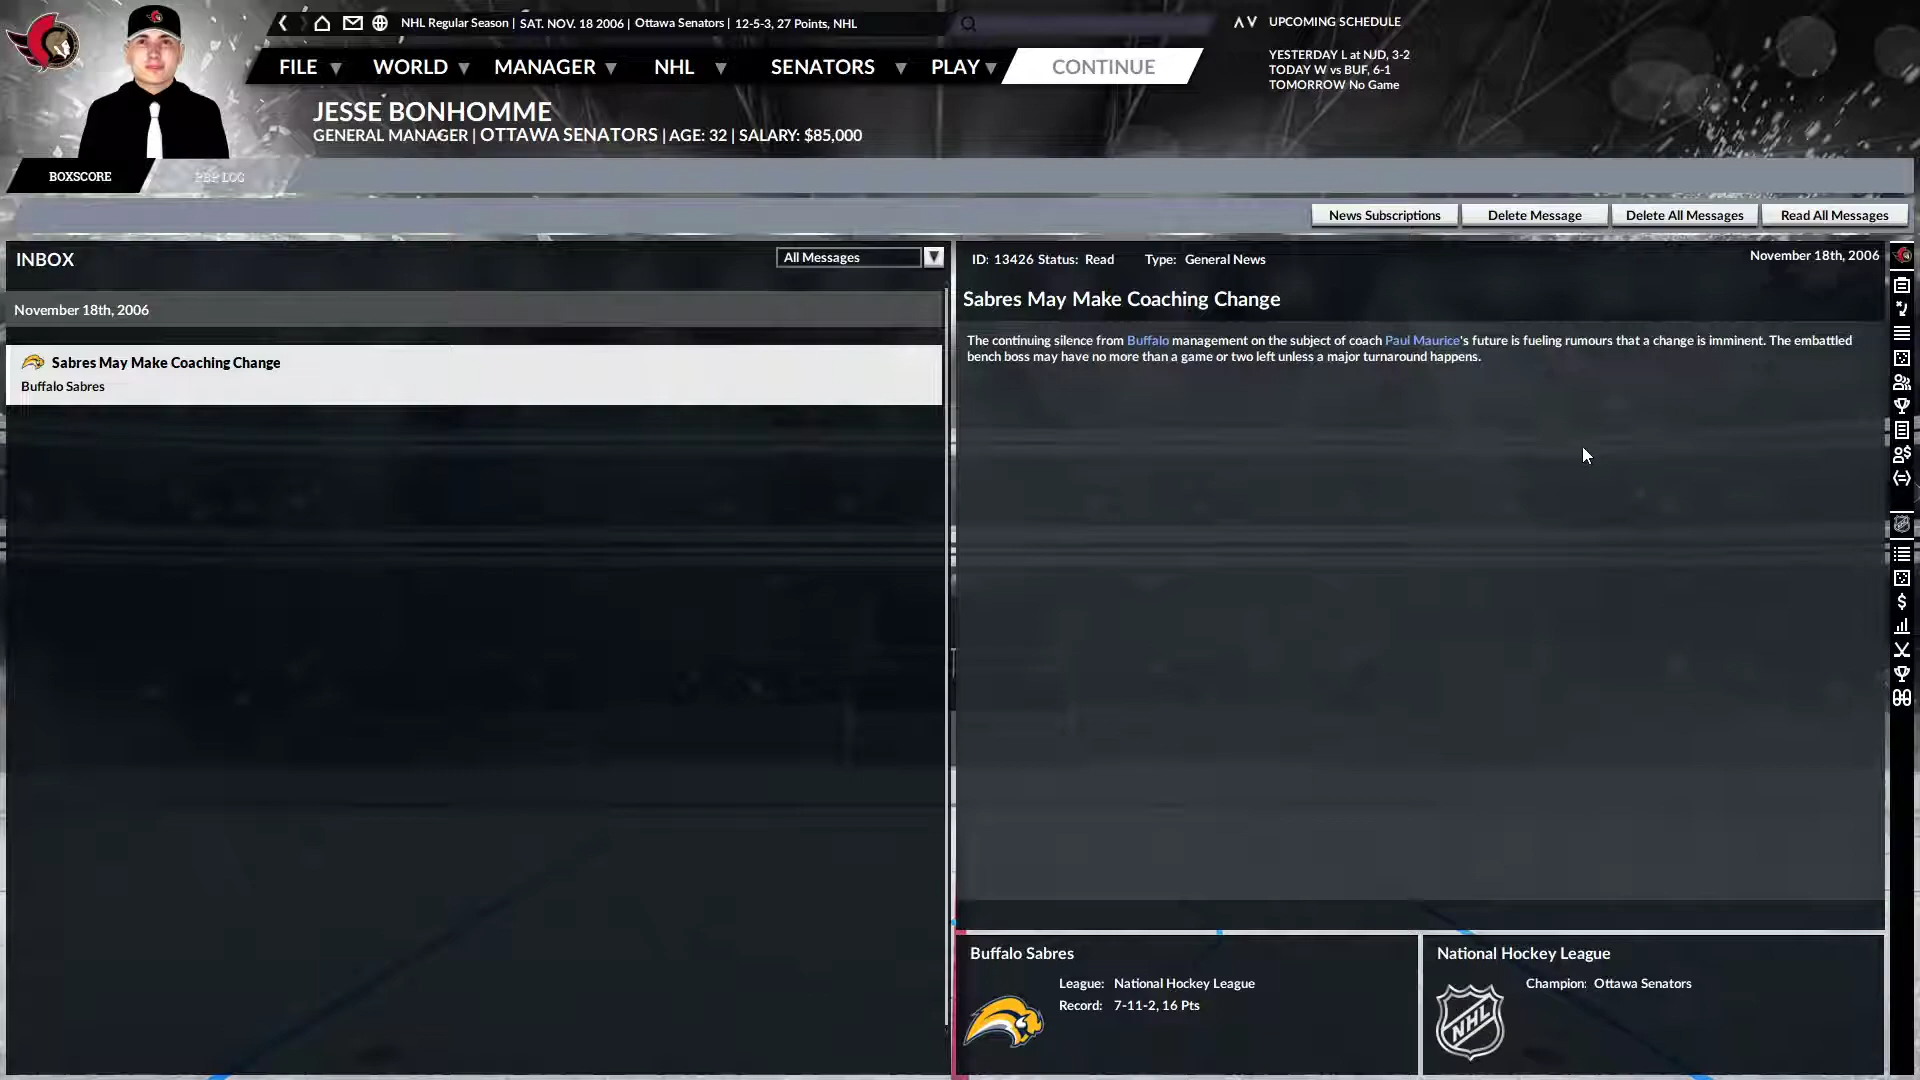 NHL Regular Season | SAT. NOV. 18 2006 | Ottawa Senators | 12-5-3, 27 Points, NHL
UPCOMING SCHEDULE
YESTERDAY L at NJD, 3-2
TODAY W vs BUF, 6-1
TOMORROW No Game
FILE WORLD MANAGER NHL SENATORS PLAY CONTINUE
JESSE BONHOMME
GENERAL MANAGER | OTTAWA SENATORS | AGE: 32 | SALARY: $85,000
BOXSCORE PBP LOG
News Subscriptions Delete Message Delete All Messages Read All Messages
INBOX
All Messages
November 18th, 2006
Sabres May Make Coaching Change
Buffalo Sabres
ID: 13426 Status: Read Type: General News
November 18th, 2006
Sabres May Make Coaching Change
The continuing silence from Buffalo management on the subject of coach Paul Maurice's future is fueling rumours that a change is imminent. The embattled
bench boss may have no more than a game or two left unless a major turnaround happens.
Buffalo Sabres
League: National Hockey League
Record: 7-11-2, 16 Pts
National Hockey League
Champion: Ottawa Senators
NHL